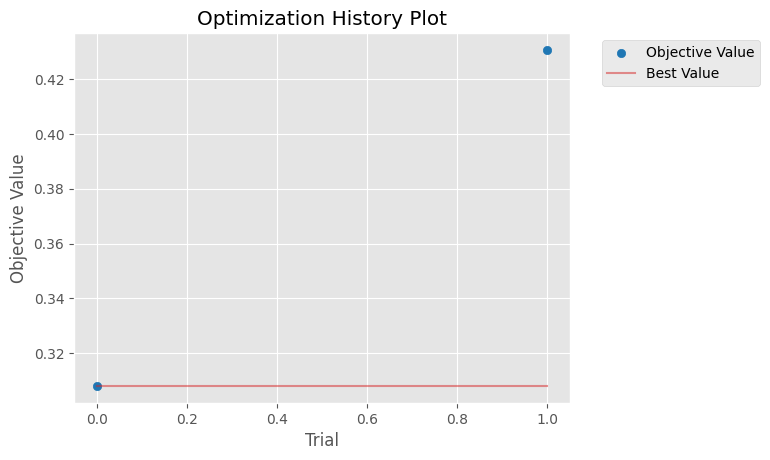 Optimization History Plot
Objective Value
Best Value
Objective Value
0.42
0.40
0.38
0.36
0.34
0.32
0.0 0.2 0.4 0.6 0.8 1.0
Trial